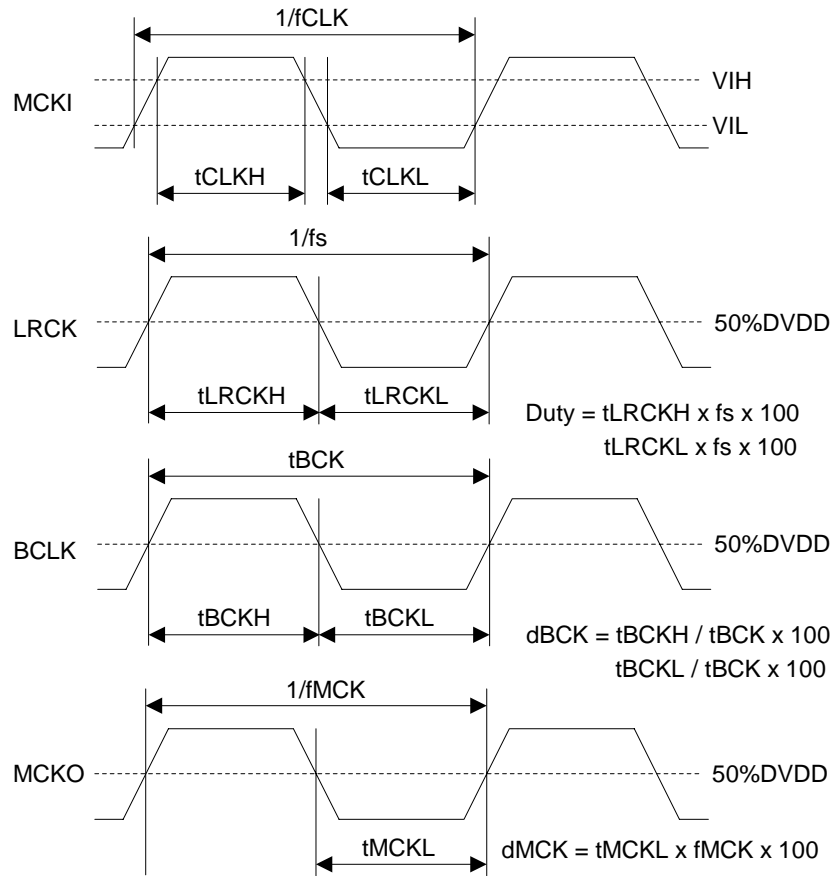 1/fCLK
MCKI
VIH
VIL
tCLKH
tCLKL
1/fs
LRCK
50%DVDD
tLRCKH
tLRCKL
Duty = tLRCKH x fs x 100
tLRCKL x fs x 100
tBCK
BCLK
50%DVDD
tBCKH
tBCKL
dBCK = tBCKH / tBCK x 100
tBCKL / tBCK x 100
1/fMCK
MCKO
50%DVDD
tMCKL
dMCK = tMCKL x fMCK x 100